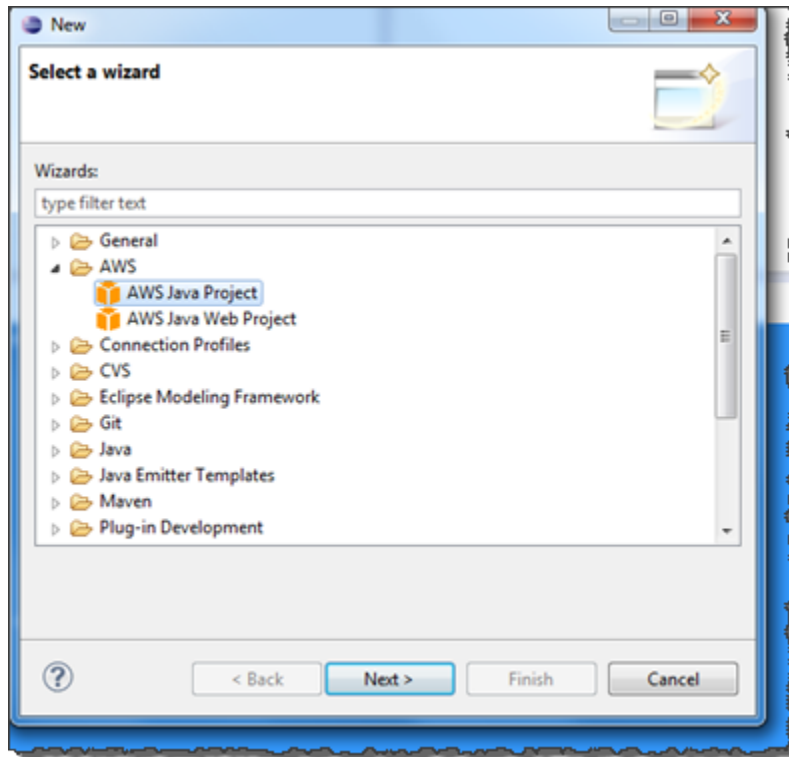 New
Select a wizard
Wizards:
type filter text
General
AWS
AWS Java Project
AWS Java Web Project
Connection Profiles
CVS
Eclipse Modeling Framework
Git
Java
Java Emitter Templates
Maven
Plug-in Development
? < Back Next > Finish Cancel